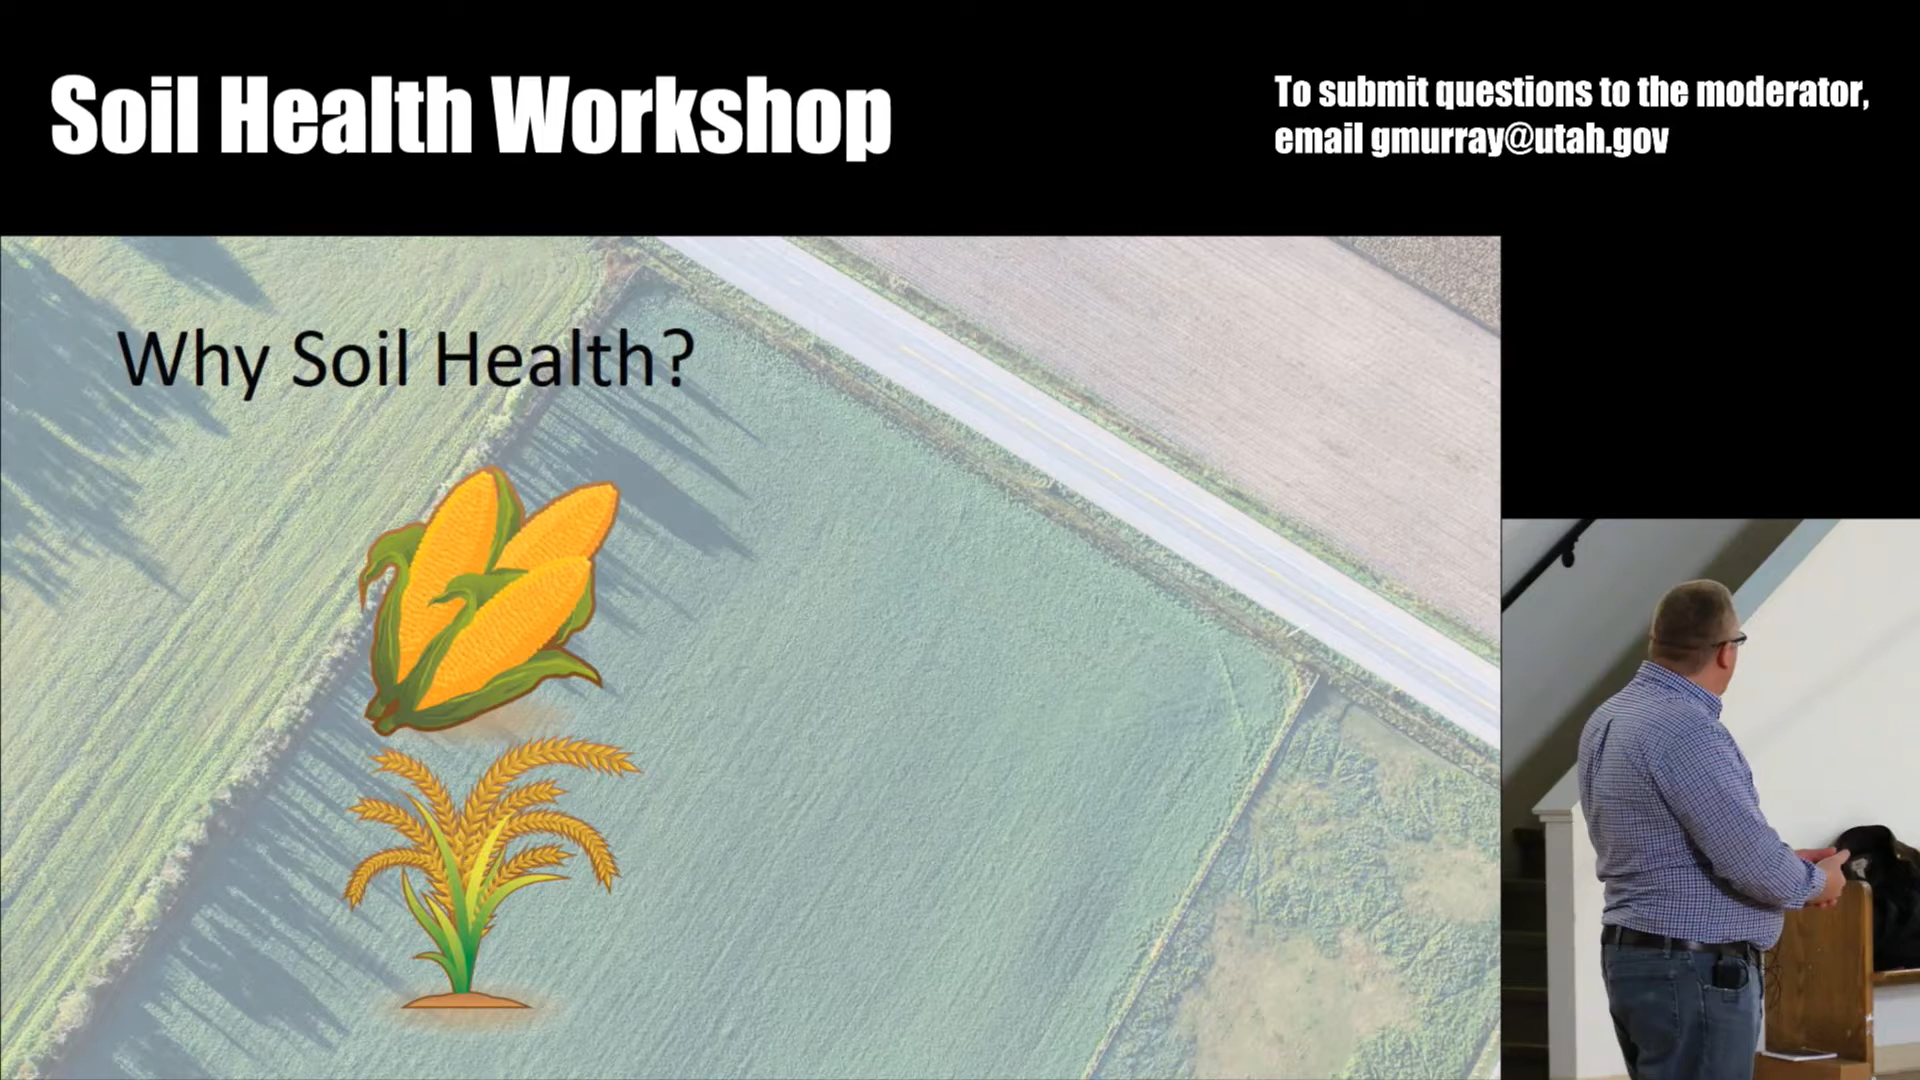 Soil Health Workshop
To submit questions to the moderator,
email gmurray@utah.gov
Why Soil Health?